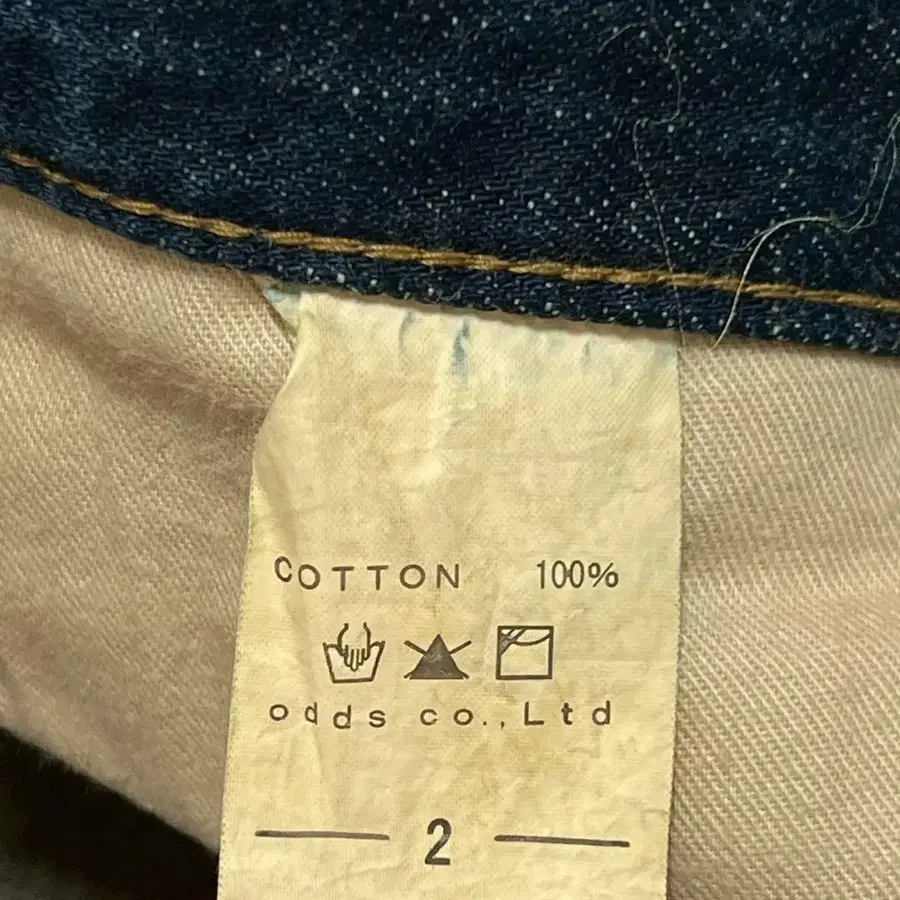 COTTON 100%
odds co.,Ltd
2